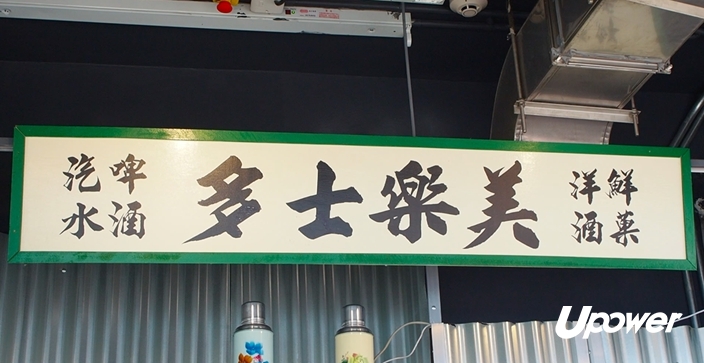 鮮菓
洋酒
美樂士多
啤酒
汽水
Upower